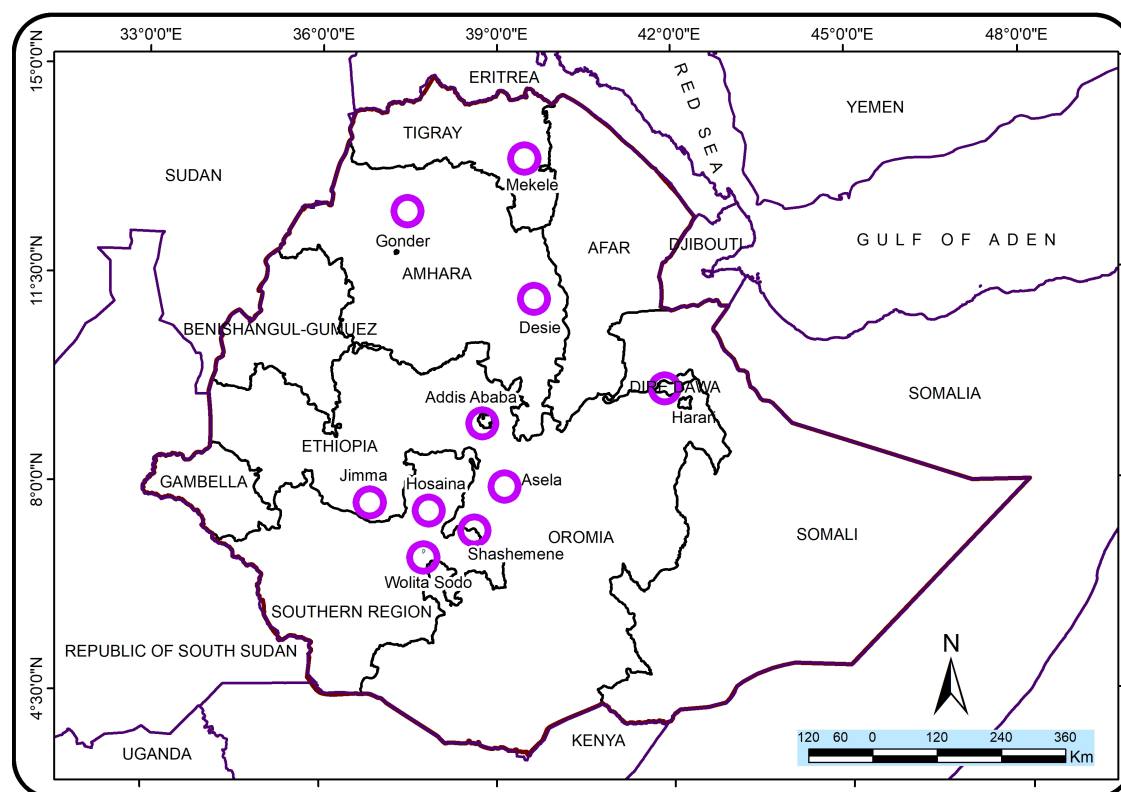 33°0'0"E 36°0'0"E 39°0'0"E 42°0'0"E 45°0'0"E 48°0'0"E
15°0'0"N
11°30'0"N
8°0'0"N
4°30'0"N
ERITREA
RED SEA
YEMEN
TIGRAY
SUDAN
Mekele
Gonder
AFAR
DJIBOUTI
GULF OF ADEN
AMHARA
Desie
BENISHANGUL-GUMUEZ
DIRE DAWA
SOMALIA
Addis Ababa
Harari
ETHIOPIA
Jimma
Hosaina
Asela
GAMBELLA
OROMIA
SOMALI
Shashemene
Wolita Sodo
SOUTHERN REGION
REPUBLIC OF SOUTH SUDAN
N
KENYA
UGANDA
120 60 0 120 240 360
Km